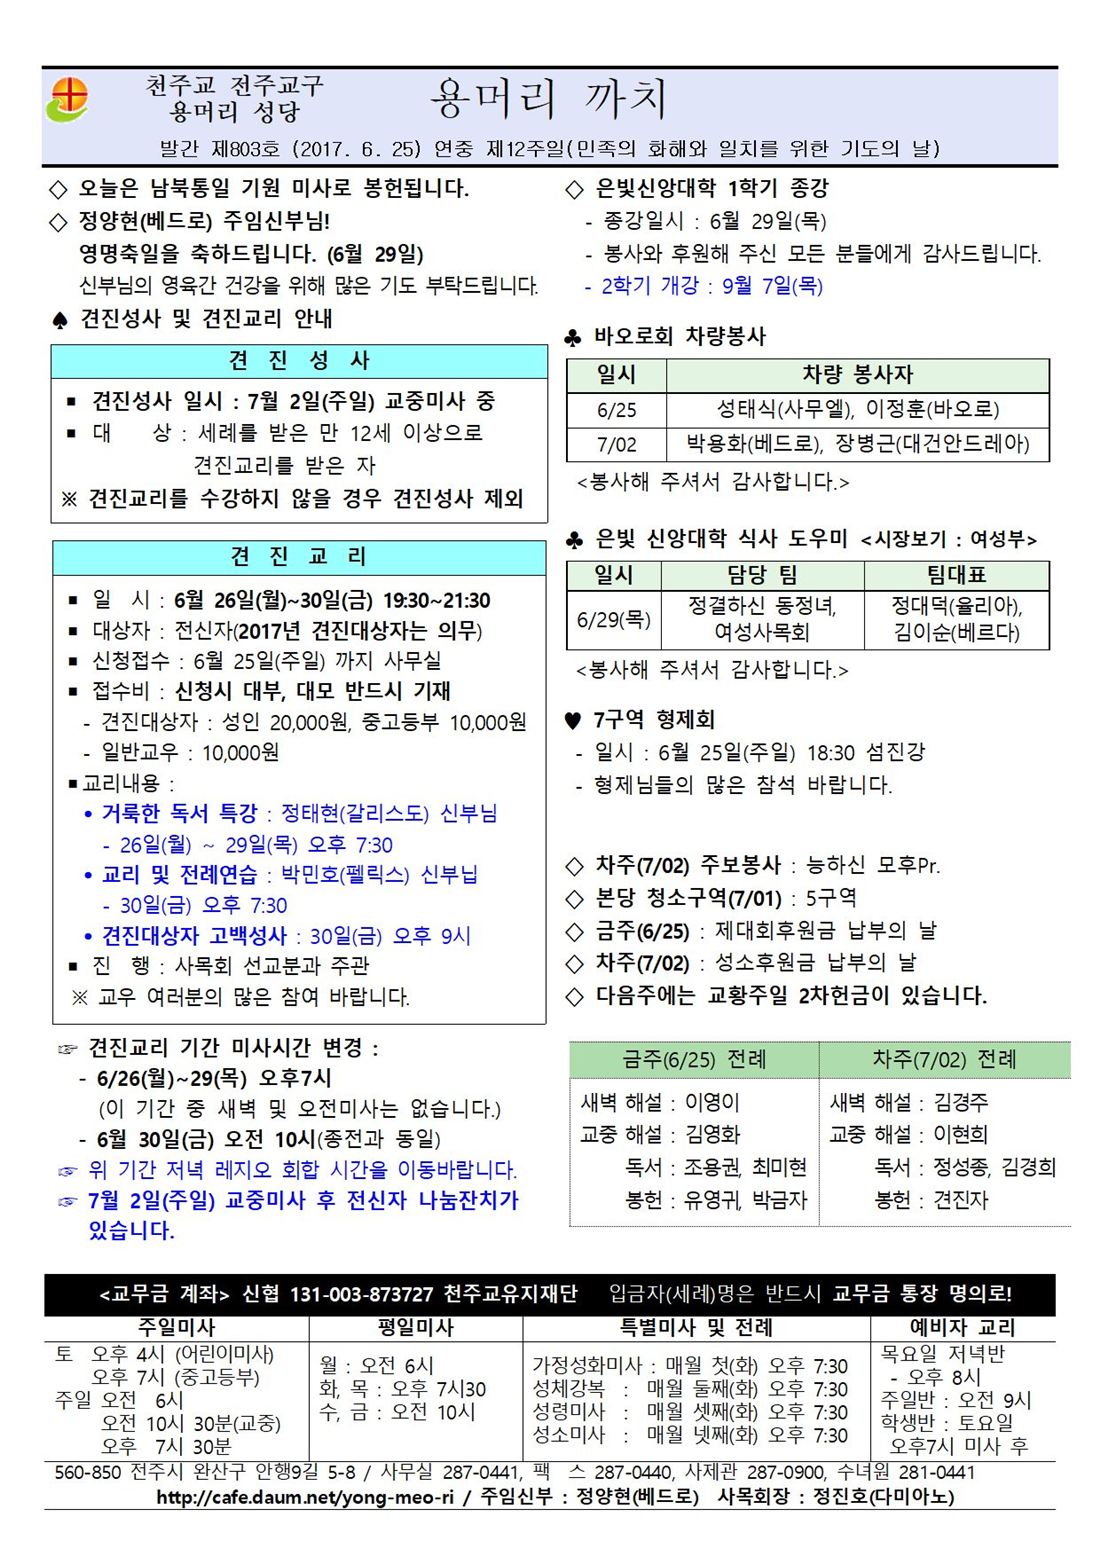 천주교 전주교구
용머리 성당
용머리 까치
발간 제803호 (2017. 6. 25) 연중 제12주일(민족의 화해와 일치를 위한 기도의 날)
◇ 오늘은 남북통일 기원 미사로 봉헌됩니다.
◇ 정양현(베드로) 주임신부님!
영명축일을 축하드립니다. (6월 29일)
신부님의 영육간 건강을 위해 많은 기도 부탁드립니다.
♠ 견진성사 및 견진교리 안내
견 진 성 사
▪ 견진성사 일시 : 7월 2일(주일) 교중미사 중
▪ 대 상 : 세례를 받은 만 12세 이상으로
견진교리를 받은 자
※ 견진교리를 수강하지 않을 경우 견진성사 제외
견 진 교 리
▪ 일 시 : 6월 26일(월)~30일(금) 19:30~21:30
▪ 대상자 : 전신자(2017년 견진대상자는 의무)
▪ 신청접수 : 6월 25일(주일) 까지 사무실
▪ 접수비 : 신청시 대부, 대모 반드시 기재
- 견진대상자 : 성인 20,000원, 중고등부 10,000원
- 일반교우 : 10,000원
▪교리내용 :
• 거룩한 독서 특강 : 정태현(갈리스도) 신부님
- 26일(월) ~ 29일(목) 오후 7:30
• 교리 및 전례연습 : 박민호(펠릭스) 신부닙
- 30일(금) 오후 7:30
• 견진대상자 고백성사 : 30일(금) 오후 9시
▪ 진 행 : 사목회 선교분과 주관
※ 교우 여러분의 많은 참여 바랍니다.
☞ 견진교리 기간 미사시간 변경 :
- 6/26(월)~29(목) 오후7시
(이 기간 중 새벽 및 오전미사는 없습니다.)
- 6월 30일(금) 오전 10시(종전과 동일)
☞ 위 기간 저녁 레지오 회합 시간을 이동바랍니다.
☞ 7월 2일(주일) 교중미사 후 전신자 나눔잔치가
있습니다.
◇ 은빛신앙대학 1학기 종강
- 종강일시 : 6월 29일(목)
- 봉사와 후원해 주신 모든 분들에게 감사드립니다.
- 2학기 개강 : 9월 7일(목)
♣ 바오로회 차량봉사
일시 차량 봉사자
6/25 성태식(사무엘), 이정훈(바오로)
7/02 박용화(베드로), 장병근(대건안드레아)
<봉사해 주셔서 감사합니다.>
♣ 은빛 신앙대학 식사 도우미 <시장보기 : 여성부>
일시 담당 팀 팀대표
6/29(목) 정결하신 동정녀, 정대덕(율리아),
여성사목회 김이순(베르다)
<봉사해 주셔서 감사합니다.>
♥ 7구역 형제회
- 일시 : 6월 25일(주일) 18:30 섬진강
- 형제님들의 많은 참석 바랍니다.
◇ 차주(7/02) 주보봉사 : 능하신 모후Pr.
◇ 본당 청소구역(7/01) : 5구역
◇ 금주(6/25) : 제대회후원금 납부의 날
◇ 차주(7/02) : 성소후원금 납부의 날
◇ 다음주에는 교황주일 2차헌금이 있습니다.
금주(6/25) 전례 차주(7/02) 전례
새벽 해설 : 이영이 새벽 해설 : 김경주
교중 해설 : 김영화 교중 해설 : 이현희
독서 : 조용권, 최미현 독서 : 정성종, 김경희
봉헌 : 유영귀, 박금자 봉헌 : 견진자
<교무금 계좌> 신협 131-003-873727 천주교유지재단 입금자(세례)명은 반드시 교무금 통장 명의로!
주일미사 평일미사 특별미사 및 전례 예비자 교리
토 오후 4시 (어린이미사)
오후 7시 (중고등부)
주일 오전 6시
오전 10시 30분(교중)
오후 7시 30분
월 : 오전 6시
화, 목 : 오후 7시30
수, 금 : 오전 10시
가정성화미사 : 매월 첫(화) 오후 7:30
성체강복 : 매월 둘째(화) 오후 7:30
성령미사 : 매월 셋째(화) 오후 7:30
성소미사 : 매월 넷째(화) 오후 7:30
목요일 저녁반
- 오후 8시
주일반 : 오전 9시
학생반 : 토요일
오후7시 미사 후
560-850 전주시 완산구 안행9길 5-8 / 사무실 287-0441, 팩 스 287-0440, 사제관 287-0900, 수녀원 281-0441
http://cafe.daum.net/yong-meo-ri / 주임신부 : 정양현(베드로) 사목회장 : 정진호(다미아노)